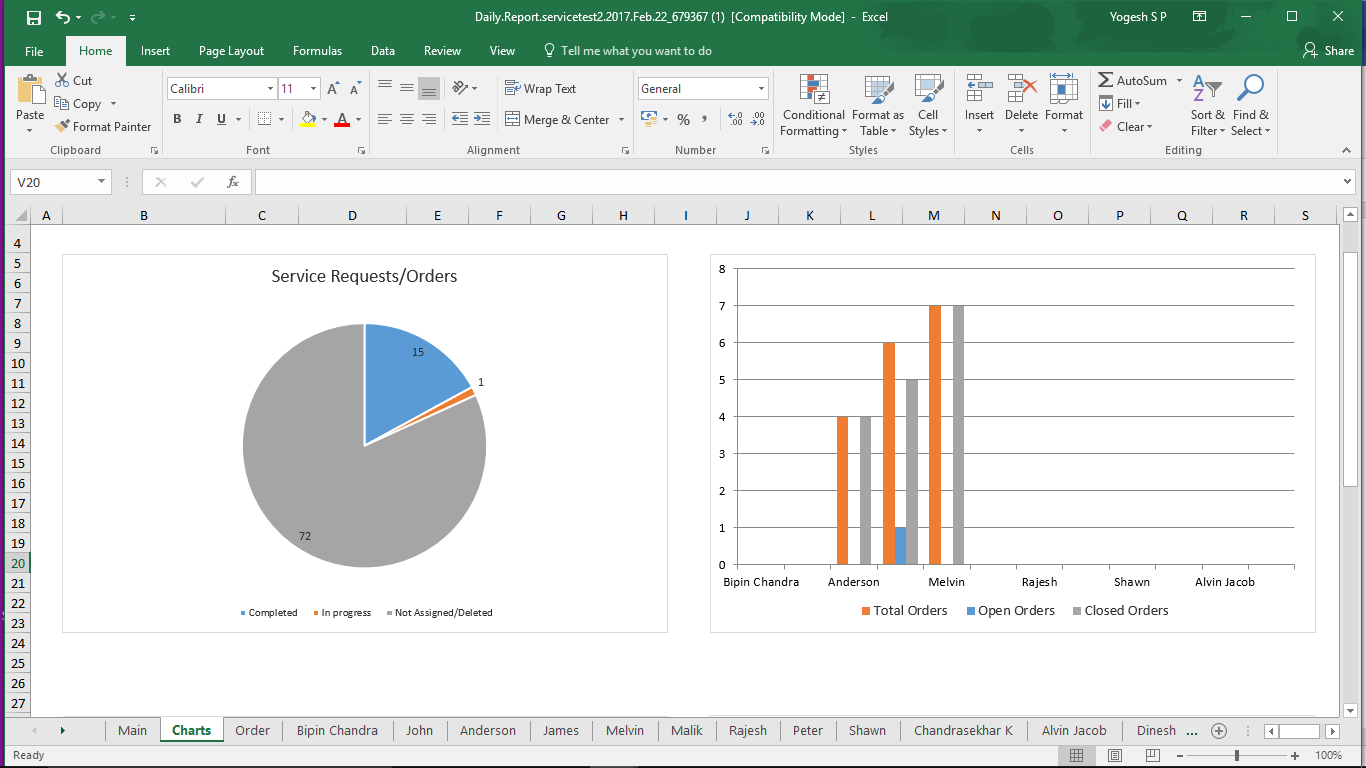 Daily.Report.servicetest2.2017.Feb.22_679367 (1) [Compatibility Mode] - Excel
Yogesh S P
File Home Insert Page Layout Formulas Data Review View Tell me what you want to do Share
Paste
Cut
Copy
Format Painter
Clipboard
Calibri 11
A A
B I U A
Font
Wrap Text
Merge & Center
Alignment
General
% , .00 .00
Number
Conditional Formatting
Format as Table
Cell Styles
Styles
Insert Delete Format
Cells
AutoSum
Fill
Clear
Sort & Filter
Find & Select
Editing
V20 fx
A B C D E F G H I J K L M N O P Q R S
4
5
6
7
8
9
10
11
12
13
14
15
16
17
18
19
20
21
22
23
24
25
26
27
Service Requests/Orders
15
1
72
Completed In progress Not Assigned/Deleted
8
7
6
5
4
3
2
1
0
Bipin Chandra Anderson Melvin Rajesh Shawn Alvin Jacob
Total Orders Open Orders Closed Orders
Main Charts Order Bipin Chandra John Anderson James Melvin Malik Rajesh Peter Shawn Chandrasekhar K Alvin Jacob Dinesh ...
Ready 100%